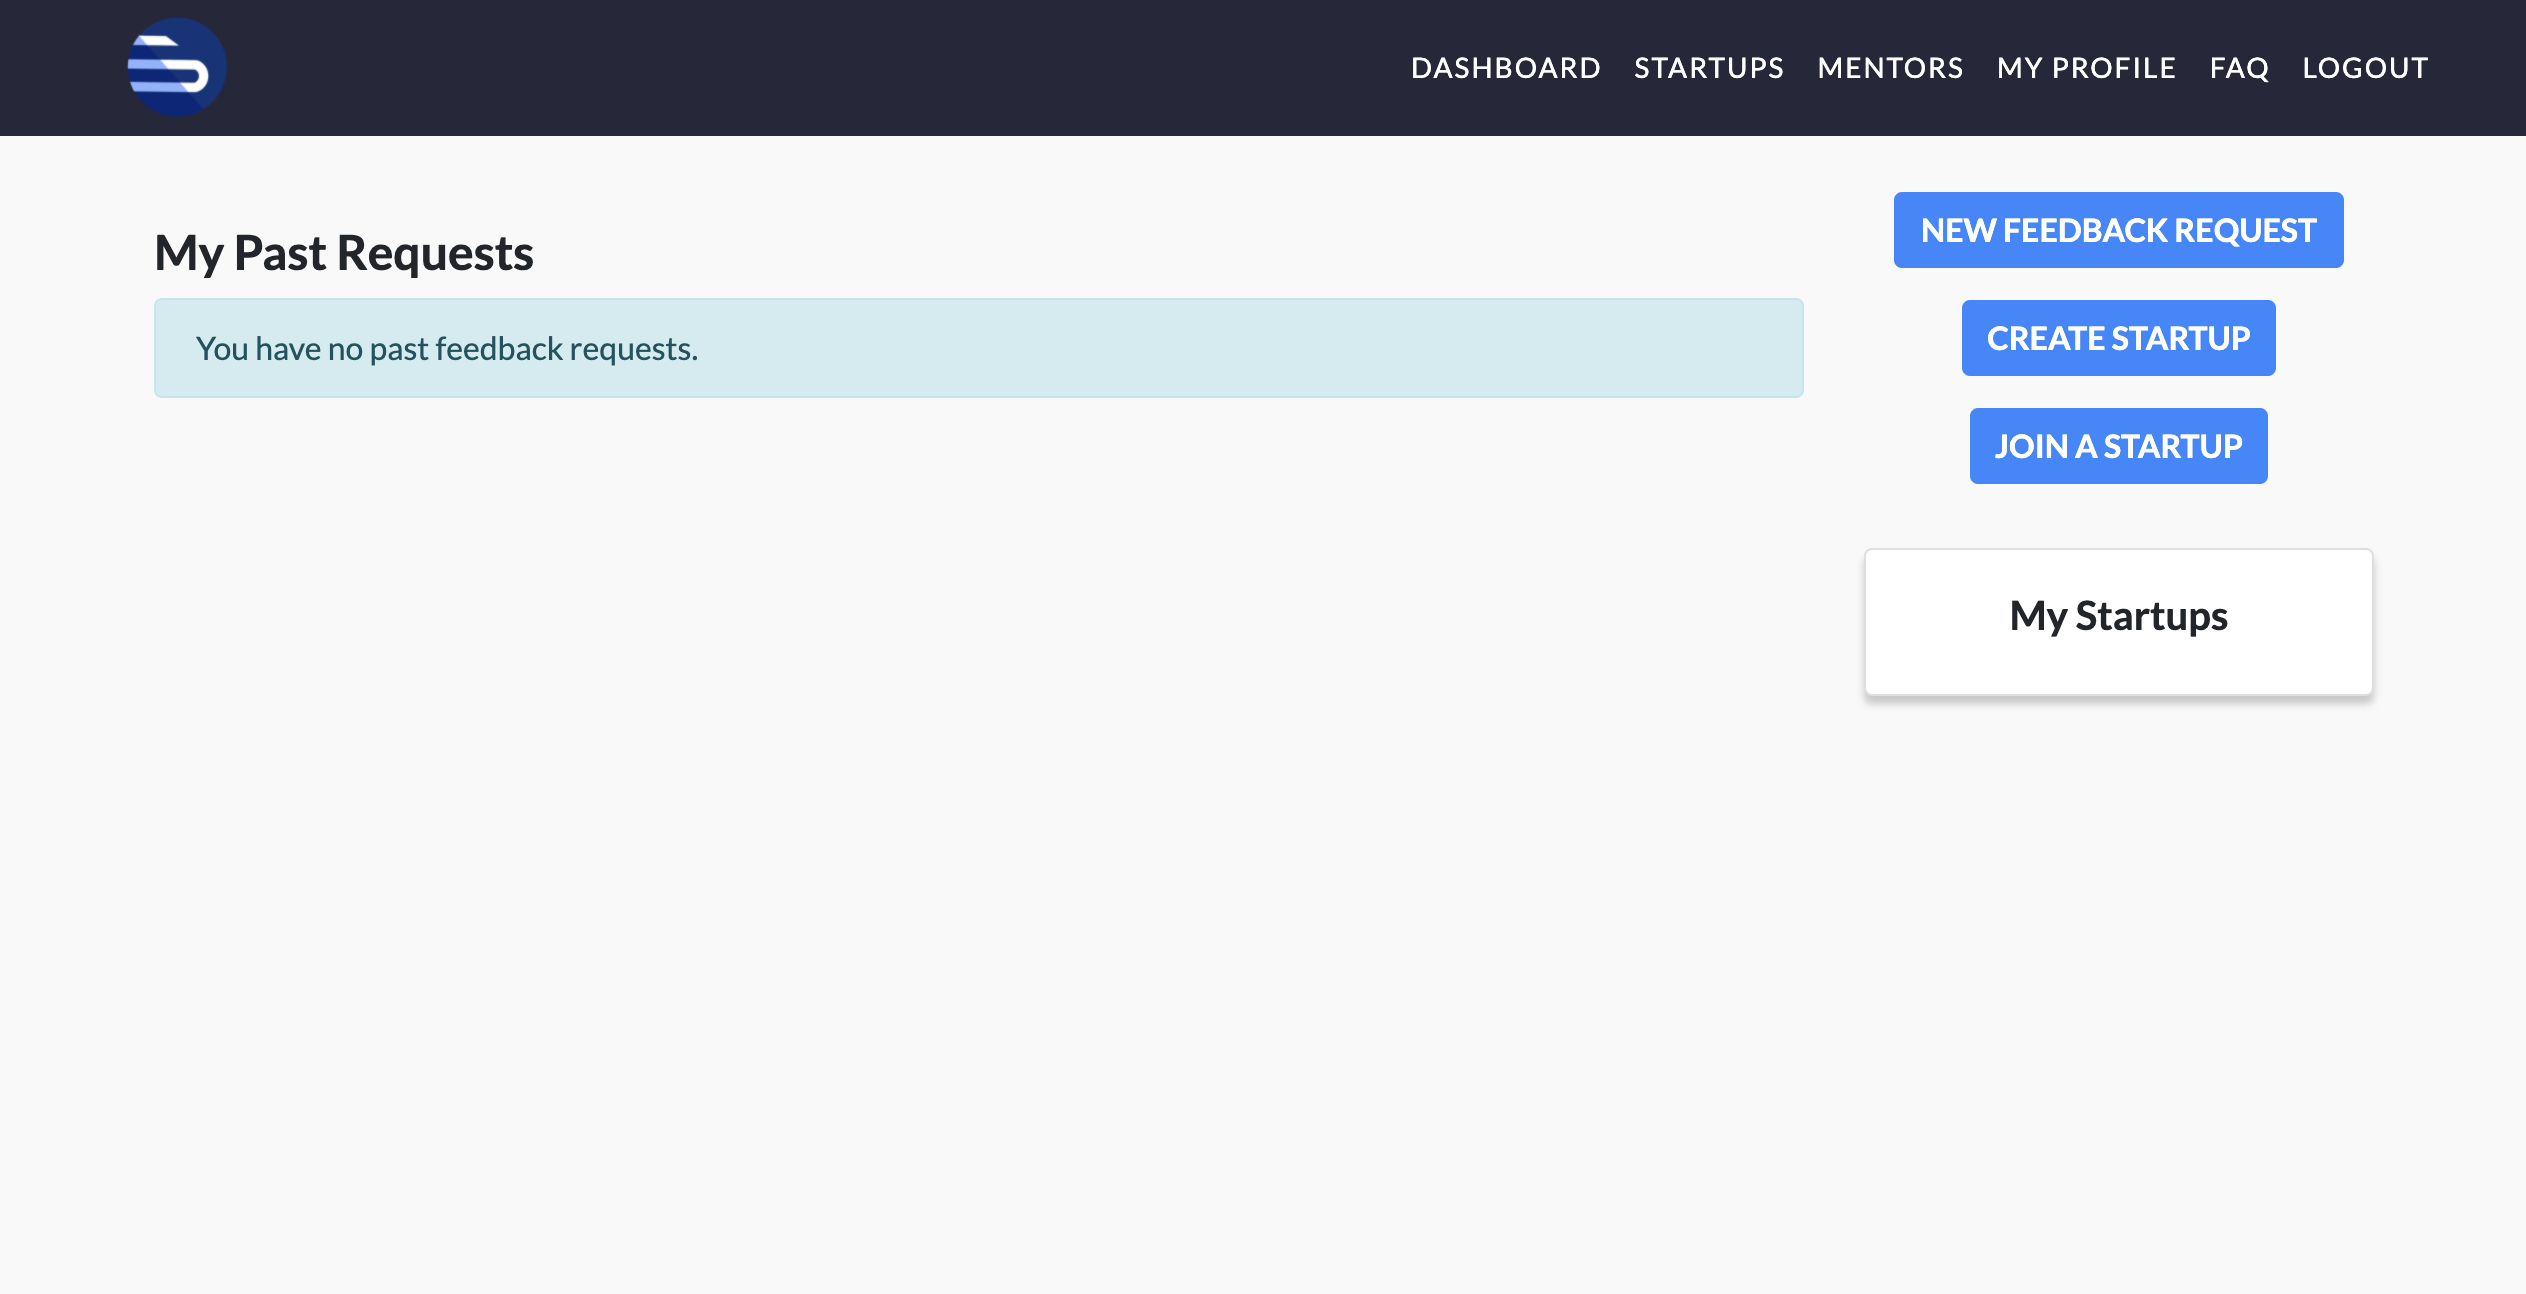 DASHBOARD STARTUPS MENTORS MY PROFILE FAQ LOGOUT
My Past Requests
You have no past feedback requests.
NEW FEEDBACK REQUEST
CREATE STARTUP
JOIN A STARTUP
My Startups